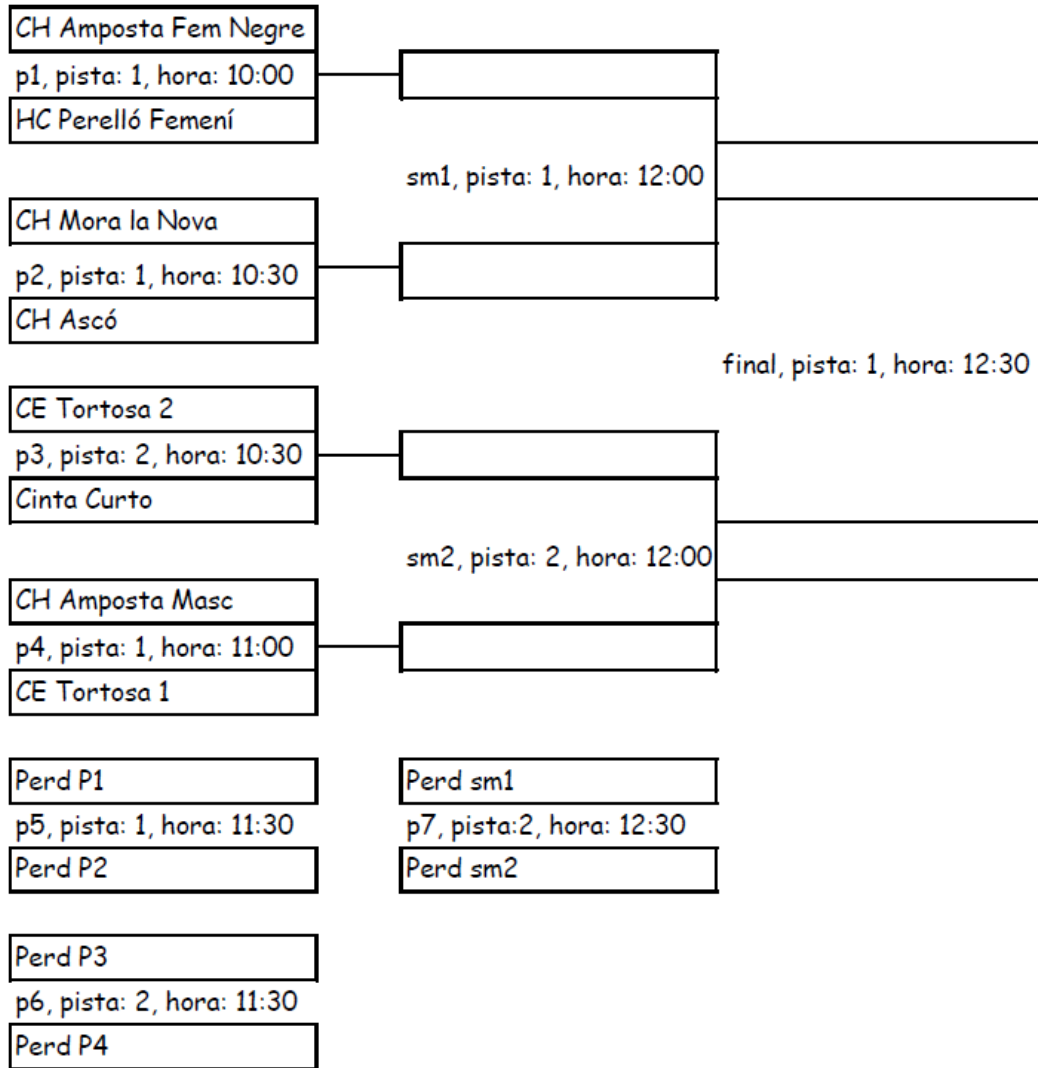 CH Amposta Fem Negre
p1, pista: 1, hora: 10:00
HC Perelló Femení
sm1, pista: 1, hora: 12:00
CH Mora la Nova
p2, pista: 1, hora: 10:30
CH Ascó
final, pista: 1, hora: 12:30
CE Tortosa 2
p3, pista: 2, hora: 10:30
Cinta Curto
sm2, pista: 2, hora: 12:00
CH Amposta Masc
p4, pista: 1, hora: 11:00
CE Tortosa 1
Perd P1
p5, pista: 1, hora: 11:30
Perd P2
Perd sm1
p7, pista:2, hora: 12:30
Perd sm2
Perd P3
p6, pista: 2, hora: 11:30
Perd P4